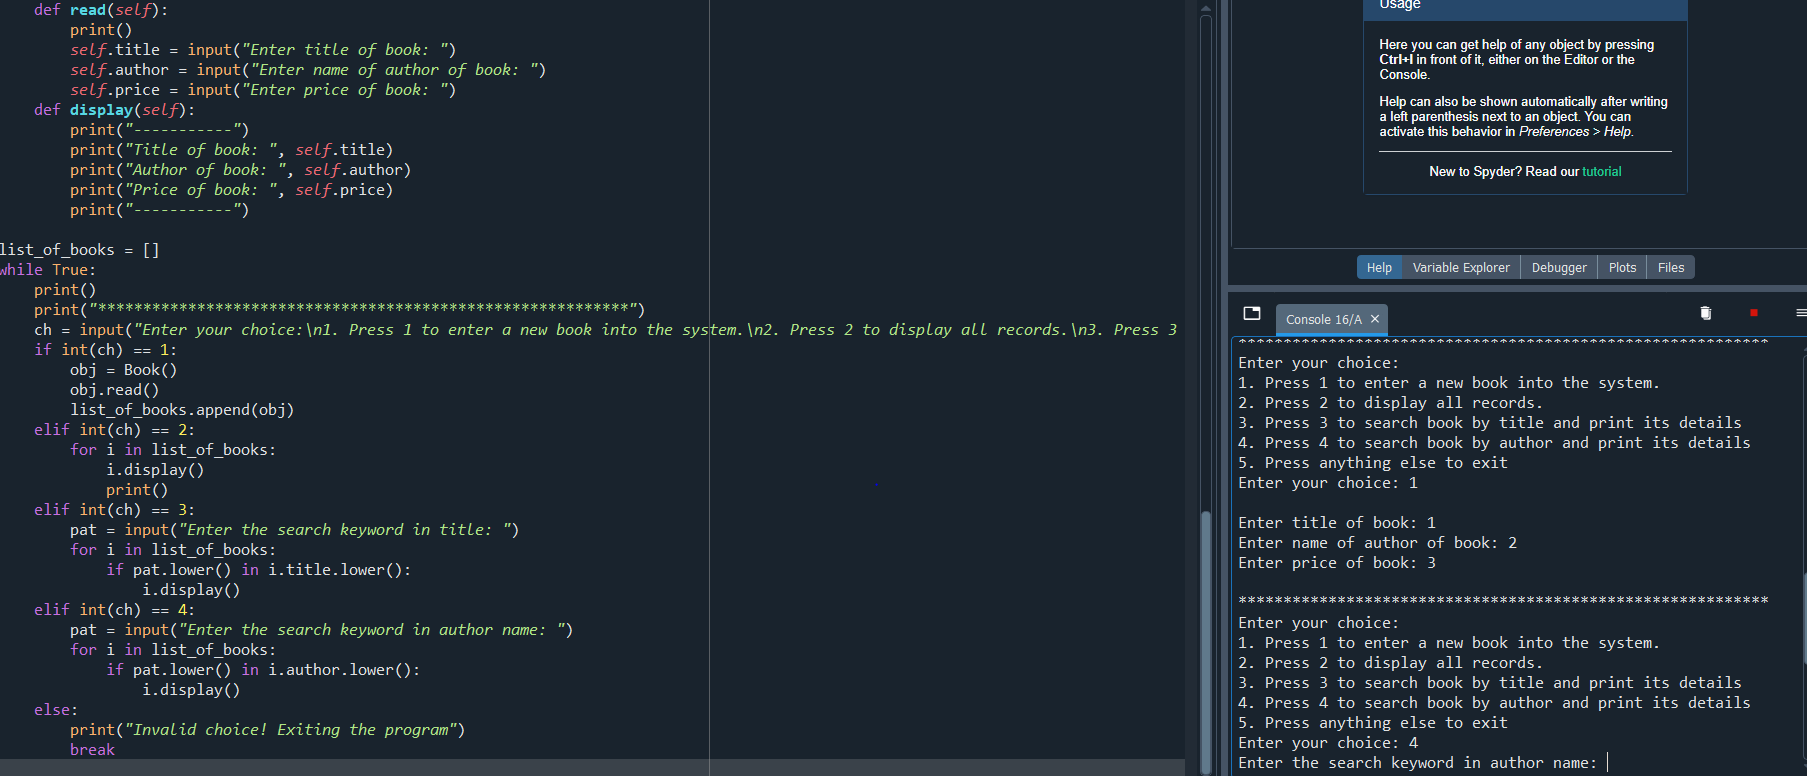 def read(self):
print()
self.title = input("Enter title of book: ")
self.author = input("Enter name of author of book: ")
self.price = input("Enter price of book: ")
def display(self):
print("-----------")
print("Title of book: ", self.title)
print("Author of book: ", self.author)
print("Price of book: ", self.price)
print("-----------")
list_of_books = []
while True:
print()
print("***********************************************************")
ch = input("Enter your choice:\n1. Press 1 to enter a new book into the system.\n2. Press 2 to display all records.\n3. Press 3
if int(ch) == 1:
obj = Book()
obj.read()
list_of_books.append(obj)
elif int(ch) == 2:
for i in list_of_books:
i.display()
print()
elif int(ch) == 3:
pat = input("Enter the search keyword in title: ")
for i in list_of_books:
if pat.lower() in i.title.lower():
i.display()
elif int(ch) == 4:
pat = input("Enter the search keyword in author name: ")
for i in list_of_books:
if pat.lower() in i.author.lower():
i.display()
else:
print("Invalid choice! Exiting the program")
break
Usage
Here you can get help of any object by pressing
Ctrl+I in front of it, either on the Editor or the
Console.
Help can also be shown automatically after writing
a left parenthesis next to an object. You can
activate this behavior in Preferences > Help.
New to Spyder? Read our tutorial
Help Variable Explorer Debugger Plots Files
Console 16/A ×
***********************************************************
Enter your choice:
1. Press 1 to enter a new book into the system.
2. Press 2 to display all records.
3. Press 3 to search book by title and print its details
4. Press 4 to search book by author and print its details
5. Press anything else to exit
Enter your choice: 1
Enter title of book: 1
Enter name of author of book: 2
Enter price of book: 3
***********************************************************
Enter your choice:
1. Press 1 to enter a new book into the system.
2. Press 2 to display all records.
3. Press 3 to search book by title and print its details
4. Press 4 to search book by author and print its details
5. Press anything else to exit
Enter your choice: 4
Enter the search keyword in author name: